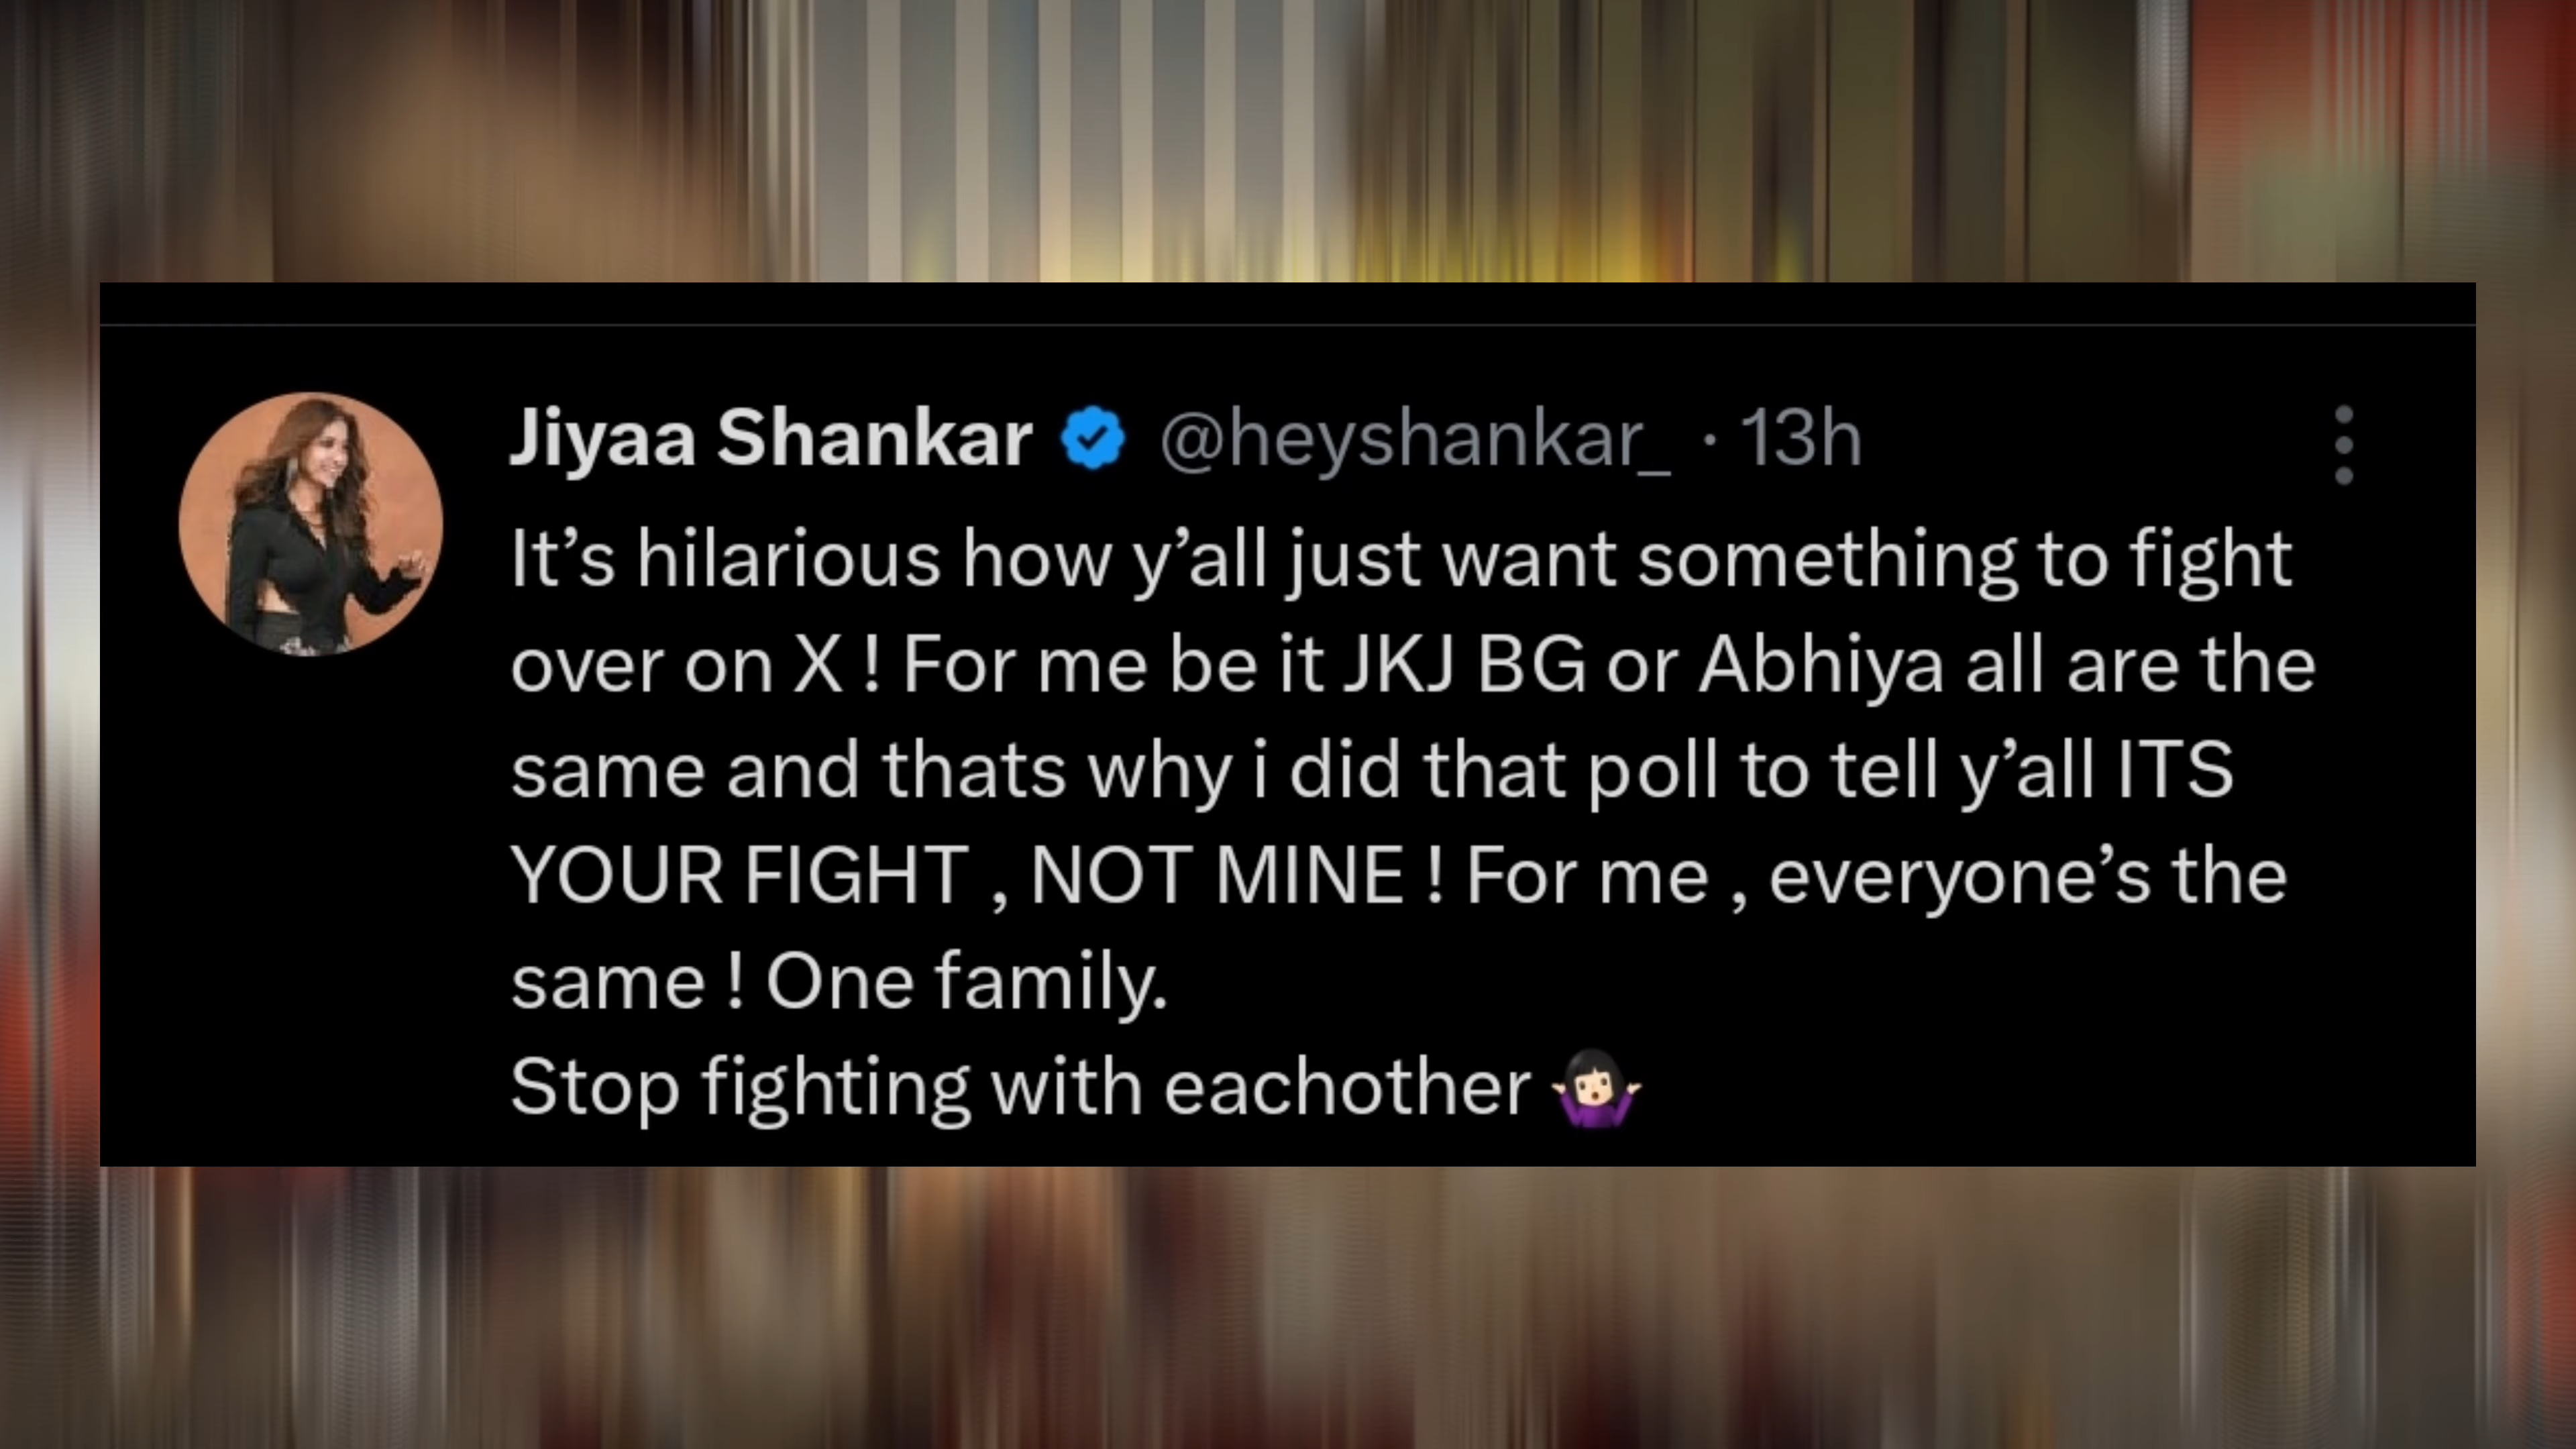 Jiyaa Shankar @heyshankar_ · 13h
It’s hilarious how y’all just want something to fight
over on X ! For me be it JKJ BG or Abhiya all are the
same and thats why i did that poll to tell y’all ITS
YOUR FIGHT , NOT MINE ! For me , everyone’s the
same ! One family.
Stop fighting with eachother 🤷🏻‍♀️